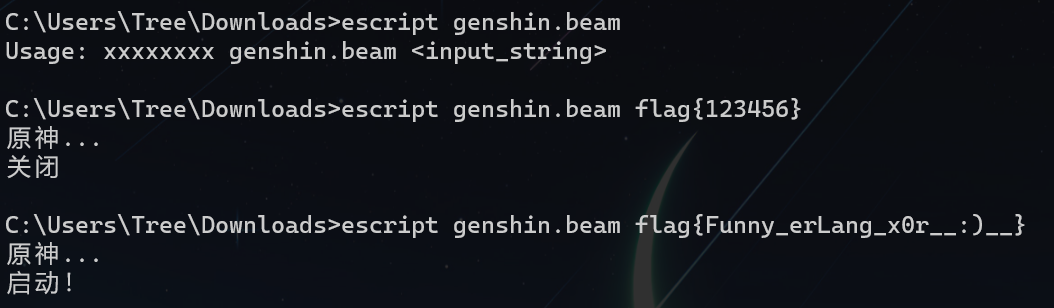 C:\Users\Tree\Downloads>escript genshin.beam
Usage: xxxxxxxx genshin.beam <input_string>
C:\Users\Tree\Downloads>escript genshin.beam flag{123456}
原神...
关闭
C:\Users\Tree\Downloads>escript genshin.beam flag{Funny_erLang_x0r__:)__}
原神...
启动!